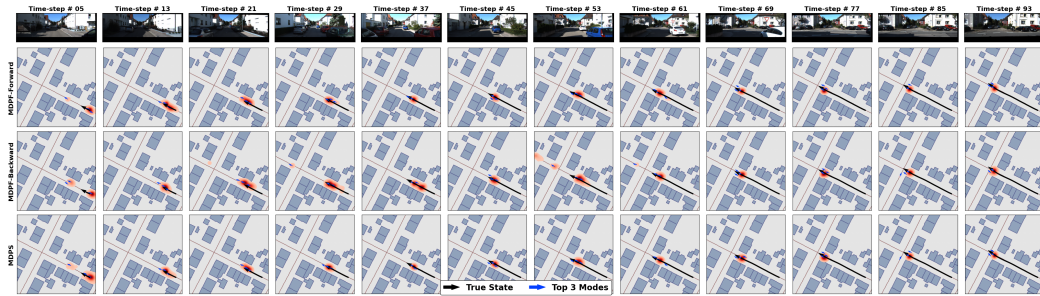 Time-step # 05 Time-step # 13 Time-step # 21 Time-step # 29 Time-step # 37 Time-step # 45 Time-step # 53 Time-step # 61 Time-step # 69 Time-step # 77 Time-step # 85 Time-step # 93
MDPF-Forward
MDPF-Backward
MDPS
True State Top 3 Modes